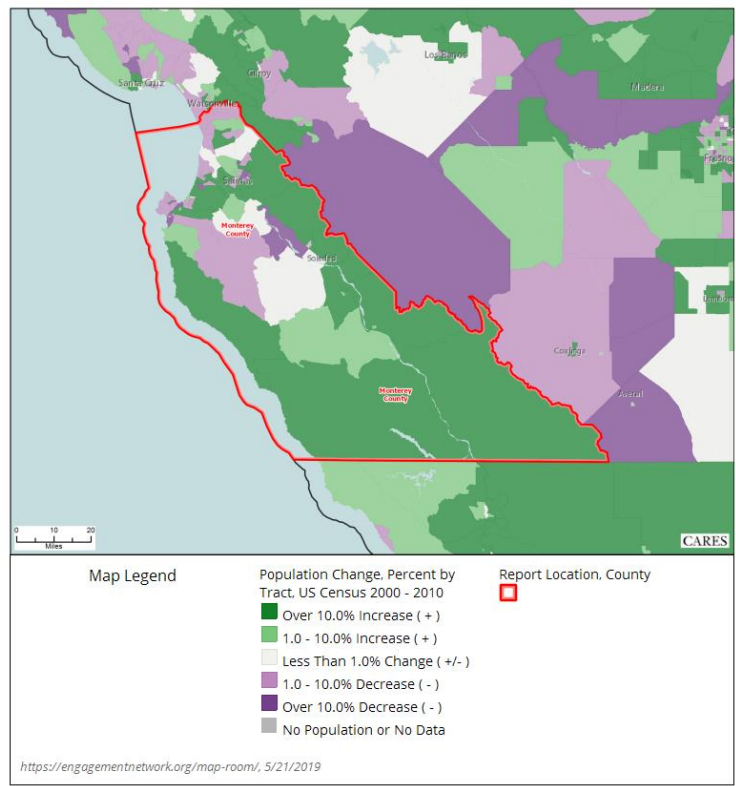 Santa Cruz
Gilroy
Los Banos
Madera
Watsonville
Fresno
Salinas
Monterey
County
Soledad
Coalinga
Monterey
County
Avenal
0 10 20
Miles
CARES
Map Legend
Population Change, Percent by
Tract, US Census 2000 - 2010
Over 10.0% Increase ( + )
1.0 - 10.0% Increase ( + )
Less Than 1.0% Change ( +/- )
1.0 - 10.0% Decrease ( - )
Over 10.0% Decrease ( - )
No Population or No Data
Report Location, County
https://engagementnetwork.org/map-room/, 5/21/2019